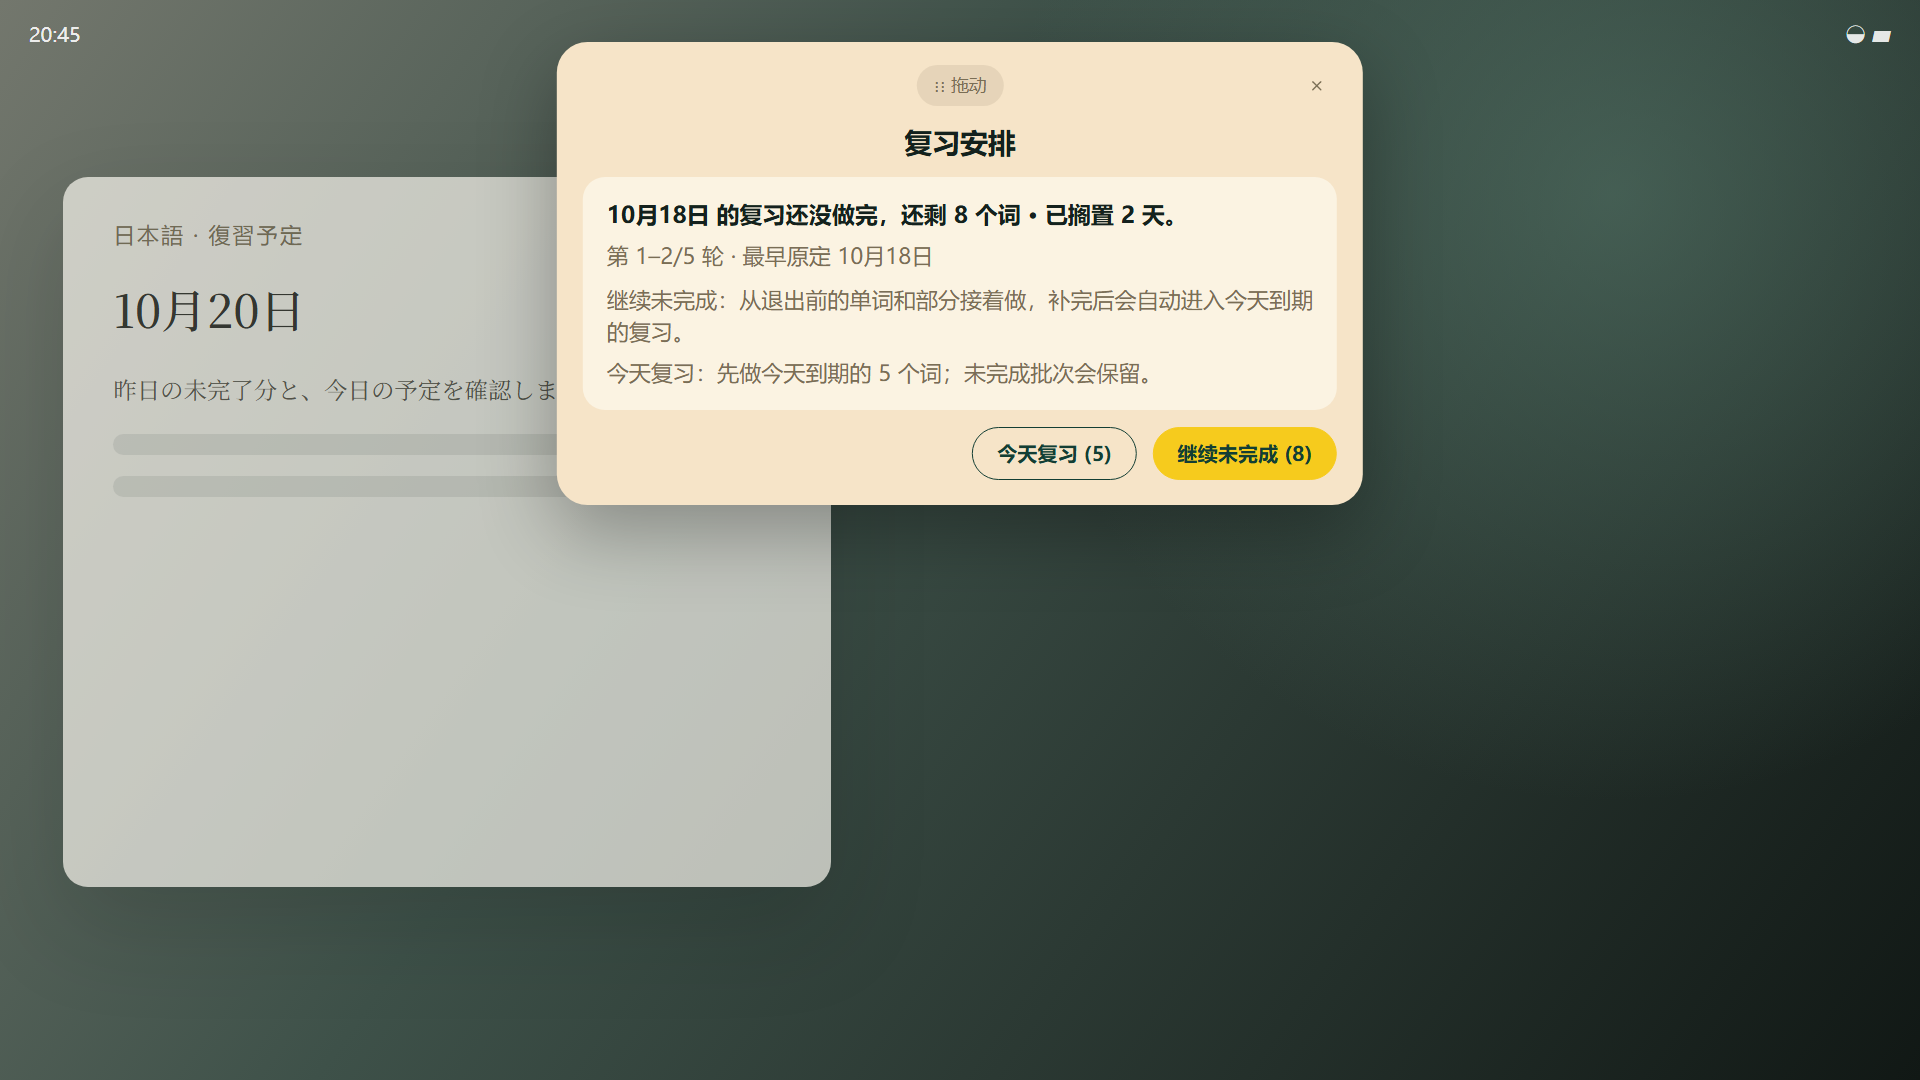 20:45
拖动
×
复习安排
10月18日 的复习还没做完，还剩 8 个词 • 已搁置 2 天。
第 1–2/5 轮 · 最早原定 10月18日
继续未完成：从退出前的单词和部分接着做，补完后会自动进入今天到期
的复习。
今天复习：先做今天到期的 5 个词；未完成批次会保留。
今天复习 (5)
继续未完成 (8)
日本語 · 復習予定
10月20日
昨日の未完了分と、今日の予定を確認しま